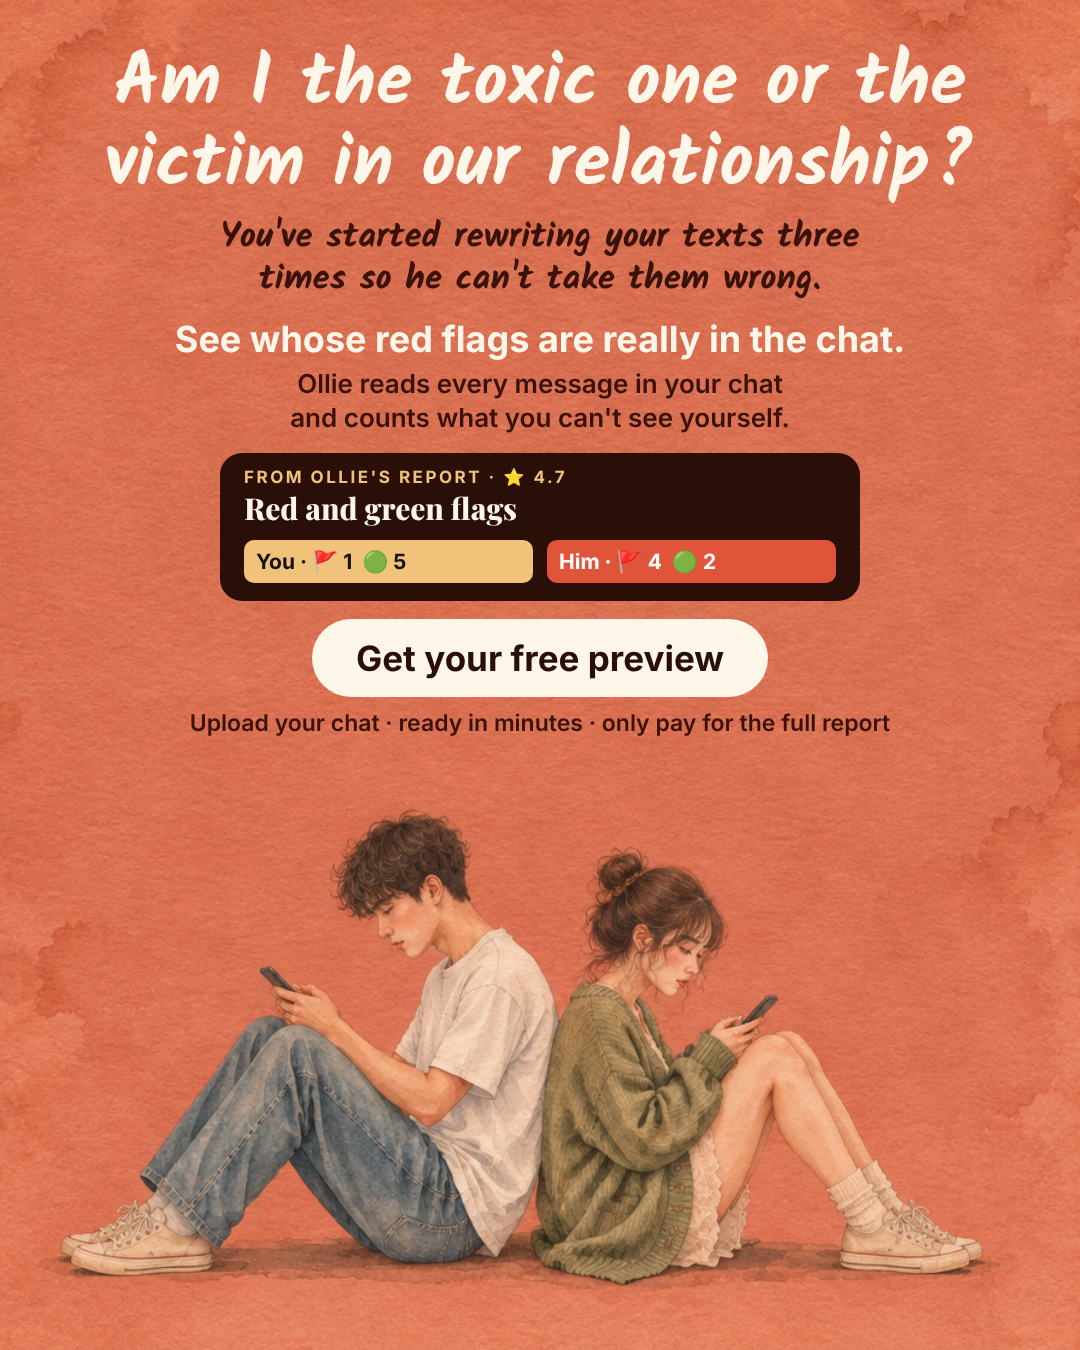 Am I the toxic one or the
victim in our relationship?
You've started rewriting your texts three
times so he can't take them wrong.
See whose red flags are really in the chat.
Ollie reads every message in your chat
and counts what you can't see yourself.
FROM OLLIE'S REPORT · ⭐ 4.7
Red and green flags
You · 🚩 1 🟢 5
Him · 🚩 4 🟢 2
Get your free preview
Upload your chat · ready in minutes · only pay for the full report